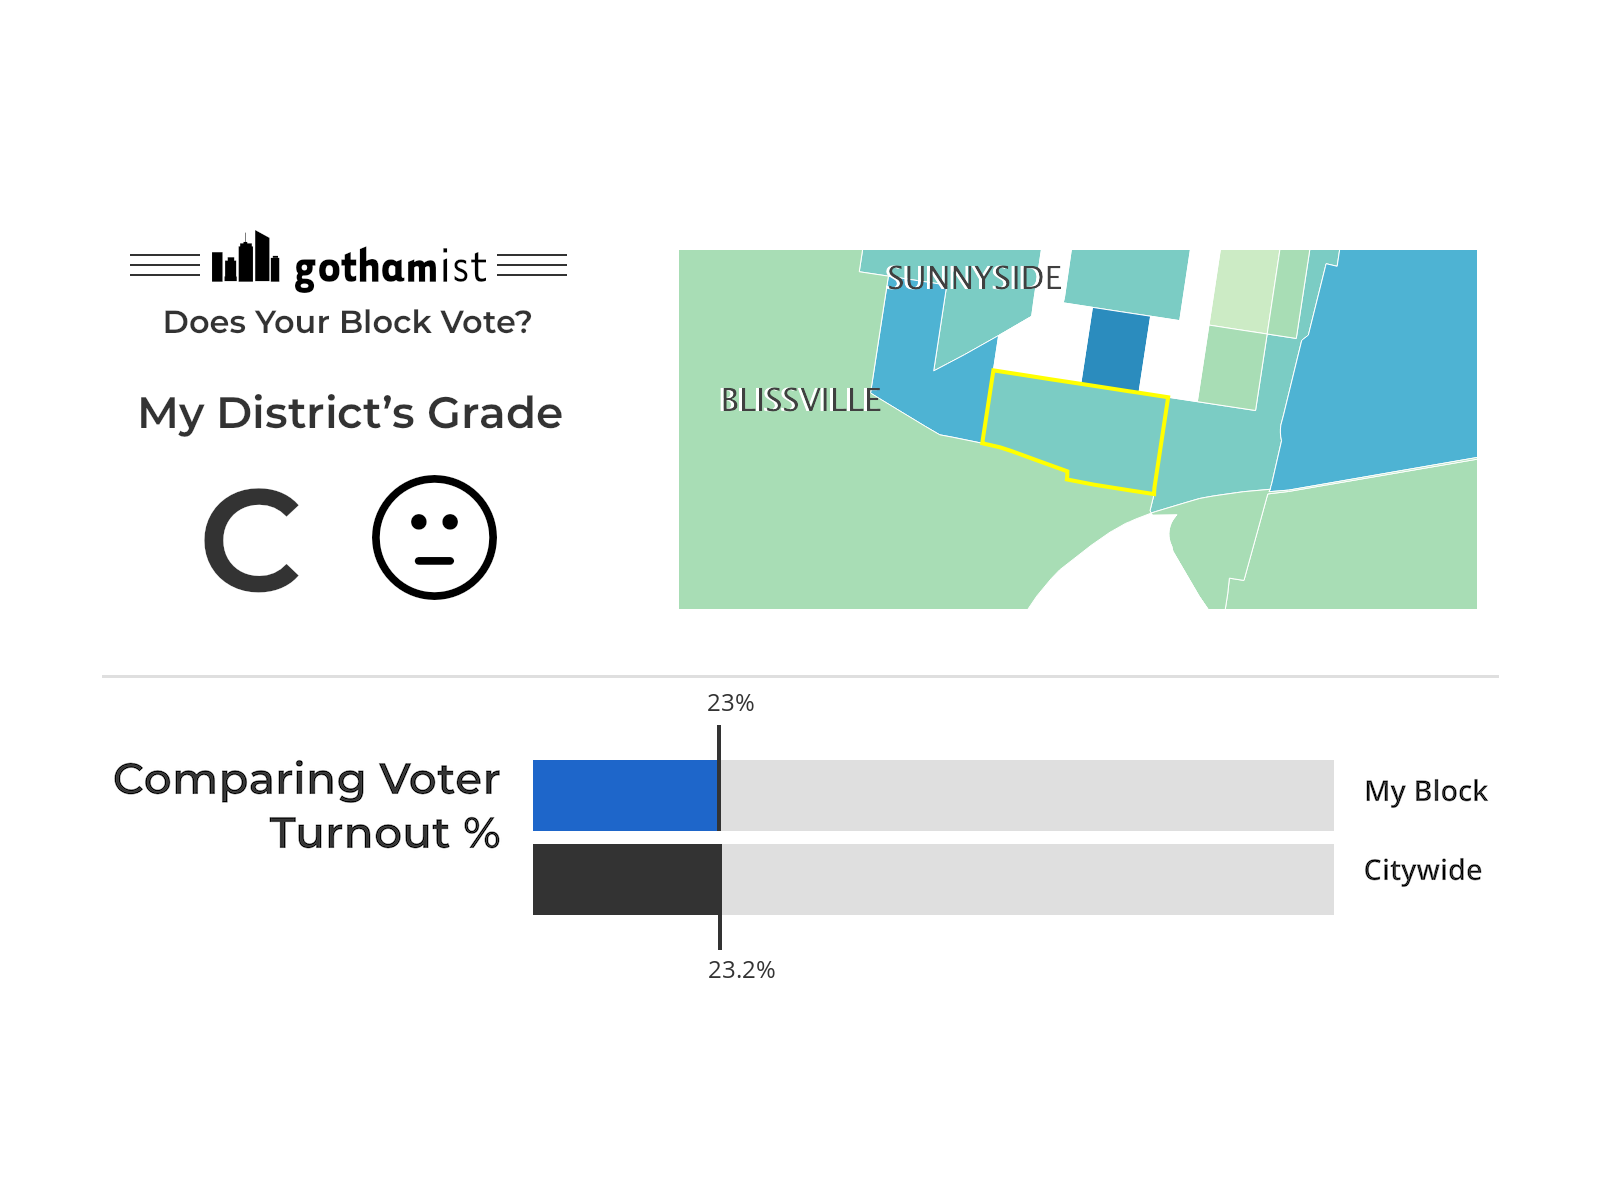 gothamist
Does Your Block Vote?
My District’s Grade
C
SUNNYSIDE
BLISSVILLE
23%
Comparing Voter
Turnout %
My Block
Citywide
23.2%